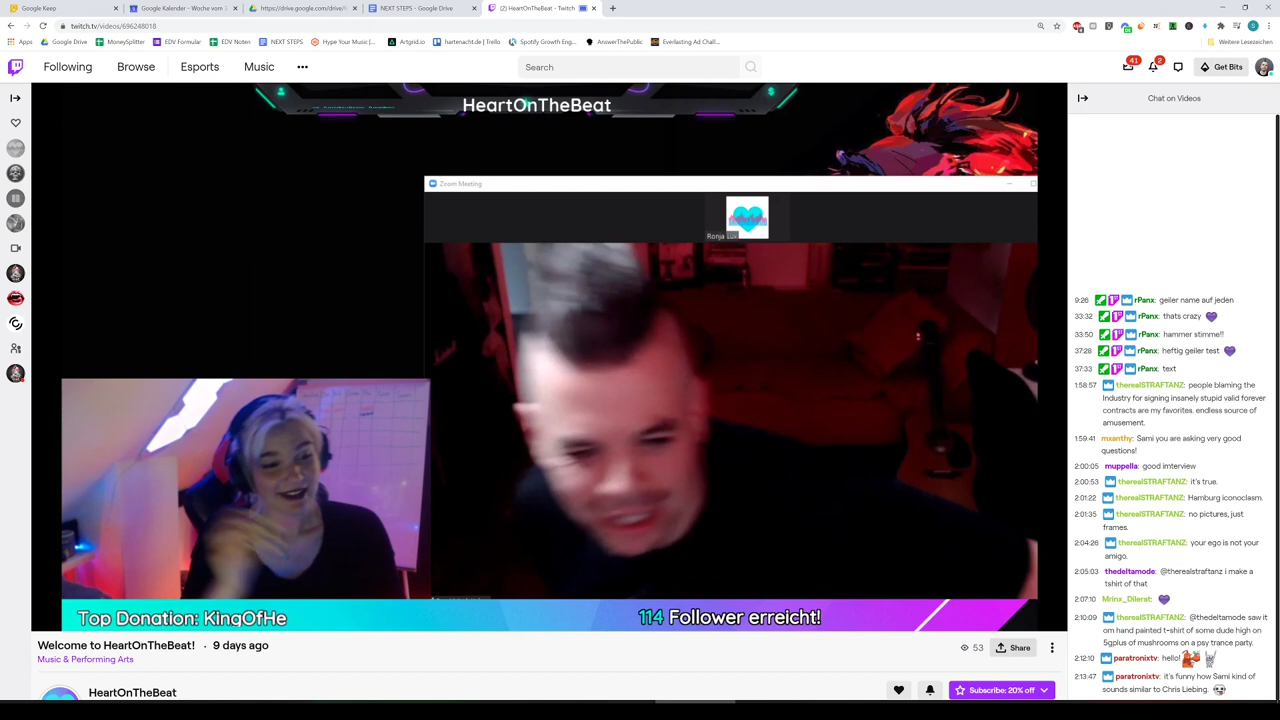 Google Keep
Google Kalender - Woche vom 3
https://drive.google.com/drive/f
NEXT STEPS - Google Drive
(2) HeartOnTheBeat - Twitch
twitch.tv/videos/696248018
Apps
Google Drive
MoneySplitter
EDV Formular
EDV Noten
NEXT STEPS
Hype Your Music |...
Artgrid.io
hartenacht.de | Trello
Spotify Growth Eng...
AnswerThePublic
Everlasting Ad Chall...
Weitere Lesezeichen
Following
Browse
Esports
Music
Search
41
2
Get Bits
HeartOnTheBeat
Chat on Videos
Zoom Meeting
Ronja Lux
9:26 rPanx: geiler name auf jeden
33:32 rPanx: thats crazy
33:50 rPanx: hammer stimme!!
37:28 rPanx: heftig geiler test
37:33 rPanx: text
1:58:57 therealSTRAFTANZ: people blaming the
Industry for signing insanely stupid valid forever
contracts are my favorites. endless source of
amusement.
1:59:41 mxanthy: Sami you are asking very good
questions!
2:00:05 muppella: good imterview
2:00:53 therealSTRAFTANZ: it's true.
2:01:22 therealSTRAFTANZ: Hamburg iconoclasm.
2:01:35 therealSTRAFTANZ: no pictures, just
frames.
2:04:26 therealSTRAFTANZ: your ego is not your
amigo.
2:05:03 thedeltamode: @therealstraftanz i make a
tshirt of that
2:07:10 Mrinx_Dilerat:
2:10:09 therealSTRAFTANZ: @thedeltamode saw it
om hand painted t-shirt of some dude high on
5gplus of mushrooms on a psy trance party.
2:12:10 paratronixtv: hello!
2:13:47 paratronixtv: it's funny how Sami kind of
sounds similar to Chris Liebing.
Top Donation: KingOfHe
114 Follower erreicht!
Welcome to HeartOnTheBeat! · 9 days ago
Music & Performing Arts
53
Share
HeartOnTheBeat
Subscribe: 20% off